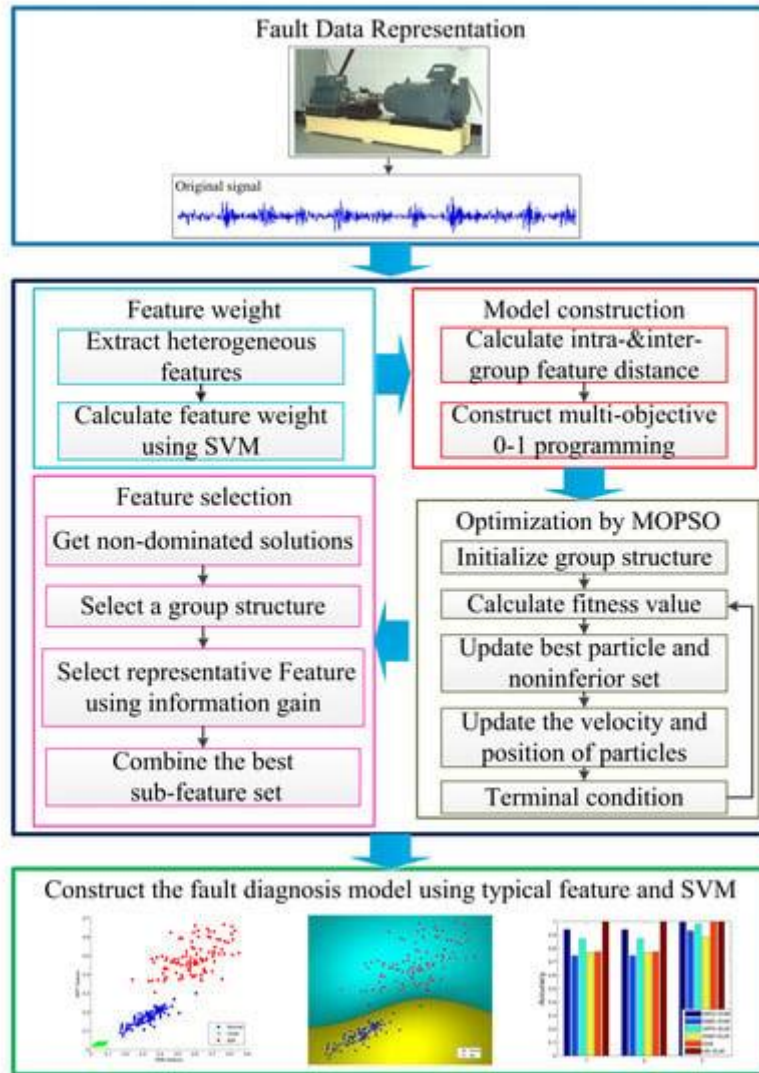 Fault Data Representation
Original signal
Feature weight
Extract heterogeneous
features
Calculate feature weight
using SVM
Model construction
Calculate intra-&inter-
group feature distance
Construct multi-objective
0-1 programming
Optimization by MOPSO
Initialize group structure
Calculate fitness value
Update best particle and
noninferior set
Update the velocity and
position of particles
Terminal condition
Feature selection
Get non-dominated solutions
Select a group structure
Select representative Feature
using information gain
Combine the best
sub-feature set
Construct the fault diagnosis model using typical feature and SVM
Accuracy